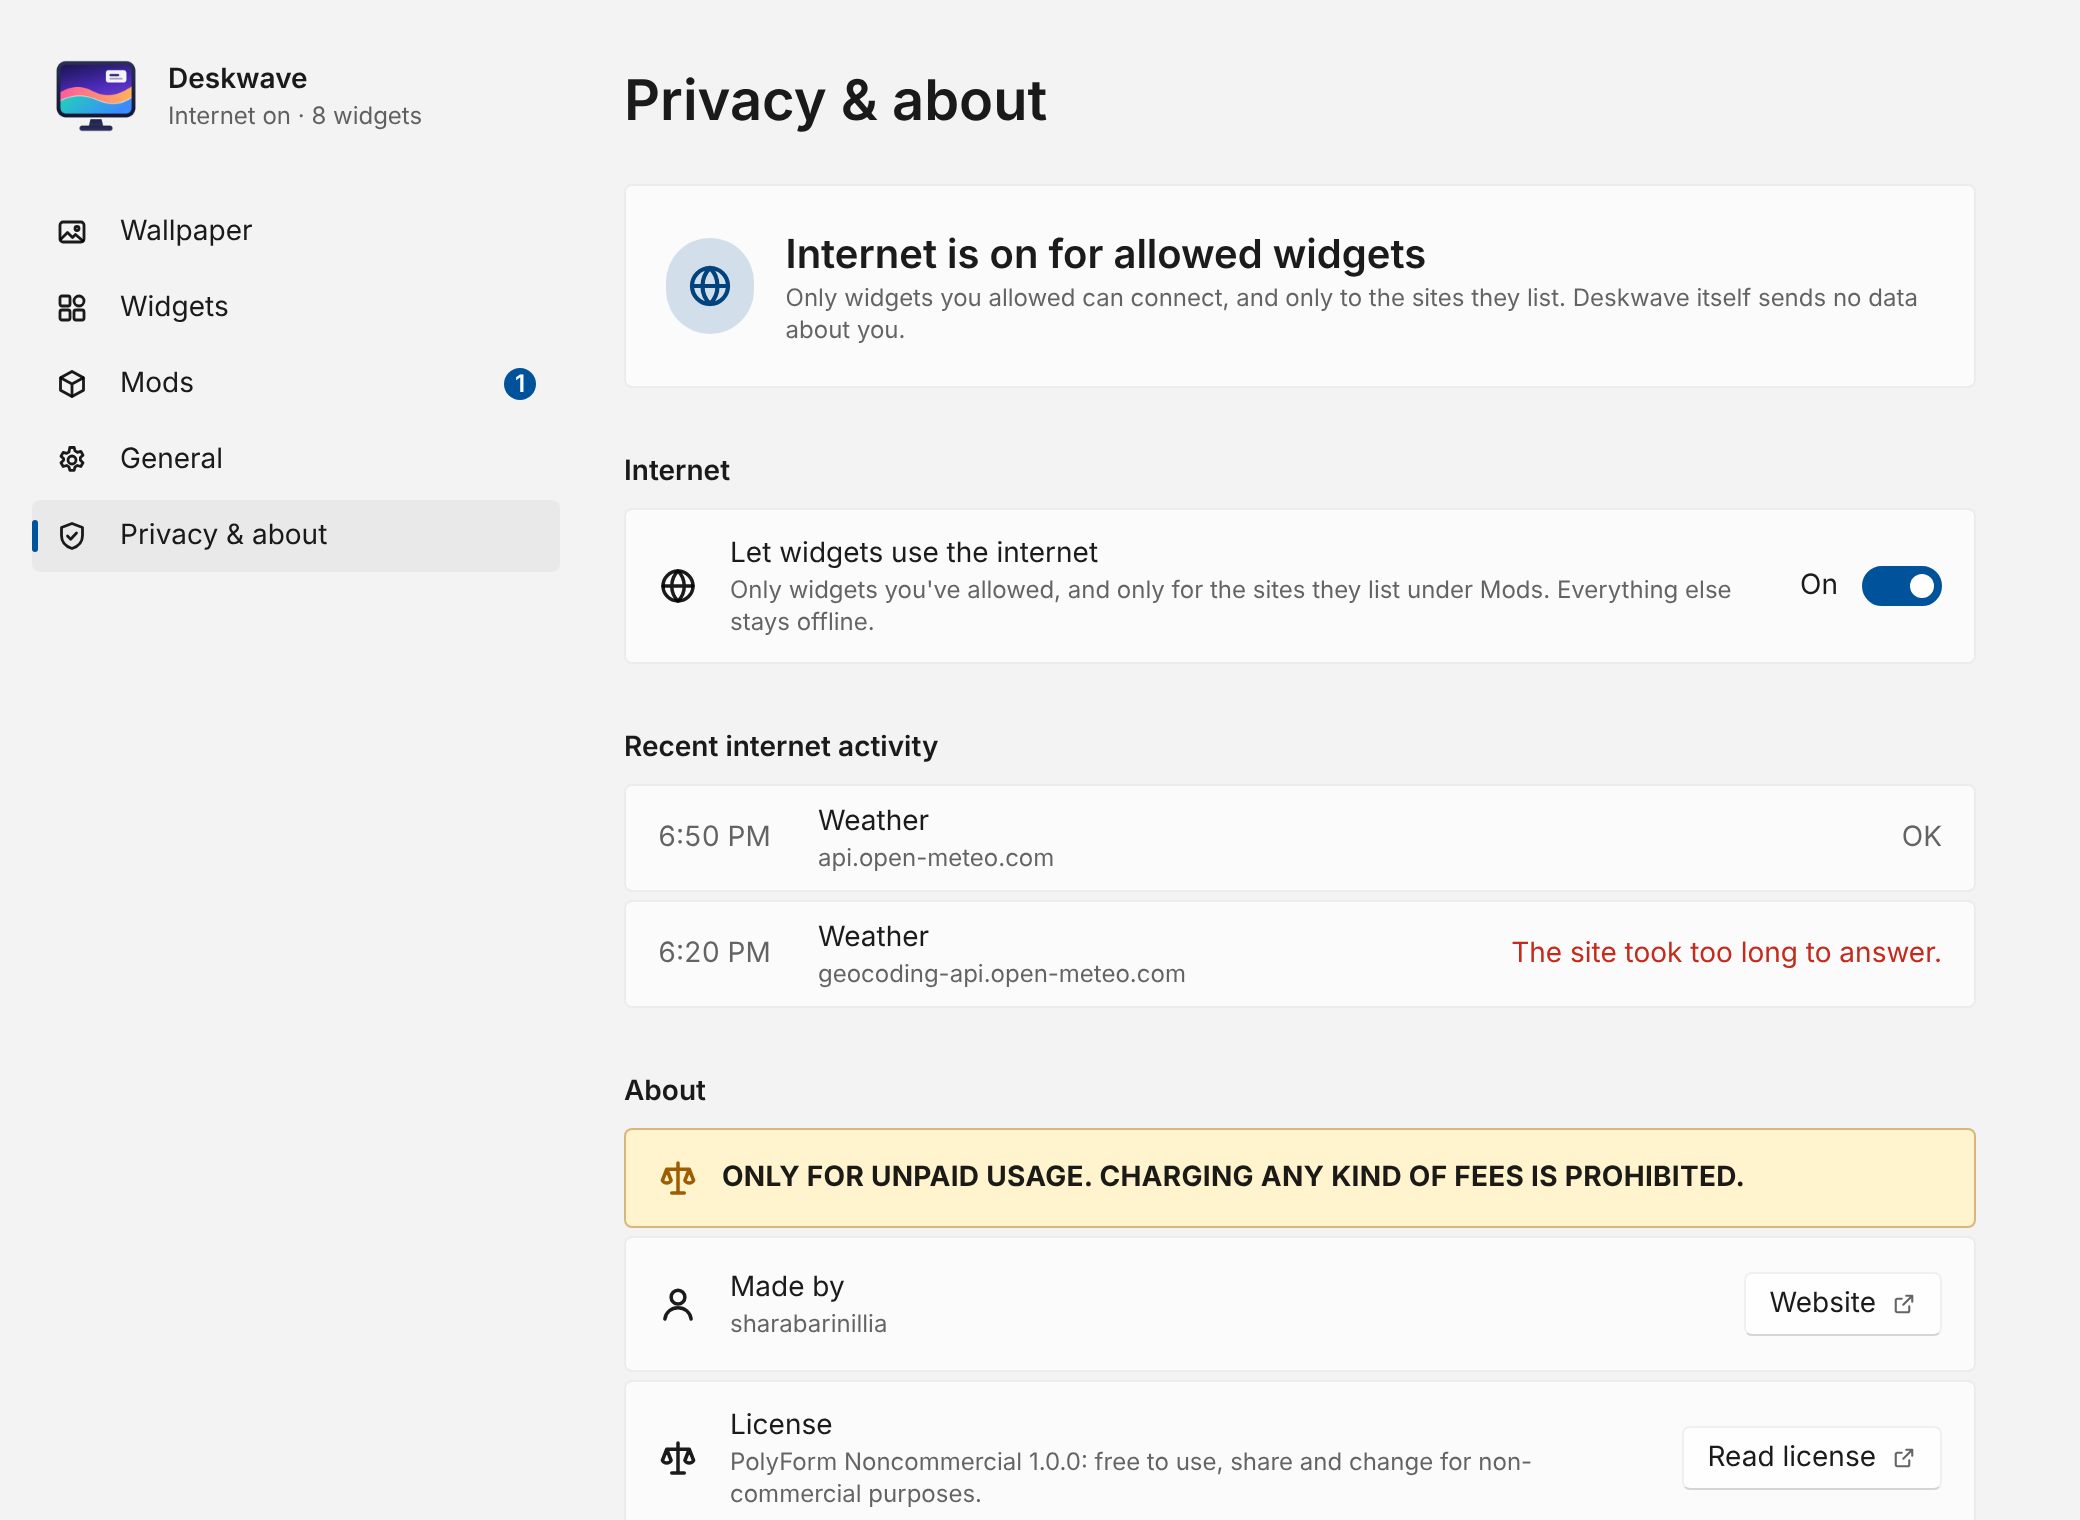 Deskwave
Internet on · 8 widgets
Wallpaper
Widgets
Mods
1
General
Privacy & about
Privacy & about
Internet is on for allowed widgets
Only widgets you allowed can connect, and only to the sites they list. Deskwave itself sends no data
about you.
Internet
Let widgets use the internet
Only widgets you've allowed, and only for the sites they list under Mods. Everything else
stays offline.
On
Recent internet activity
6:50 PM
Weather
api.open-meteo.com
OK
6:20 PM
Weather
geocoding-api.open-meteo.com
The site took too long to answer.
About
ONLY FOR UNPAID USAGE. CHARGING ANY KIND OF FEES IS PROHIBITED.
Made by
sharabarinillia
Website
License
PolyForm Noncommercial 1.0.0: free to use, share and change for non-
commercial purposes.
Read license